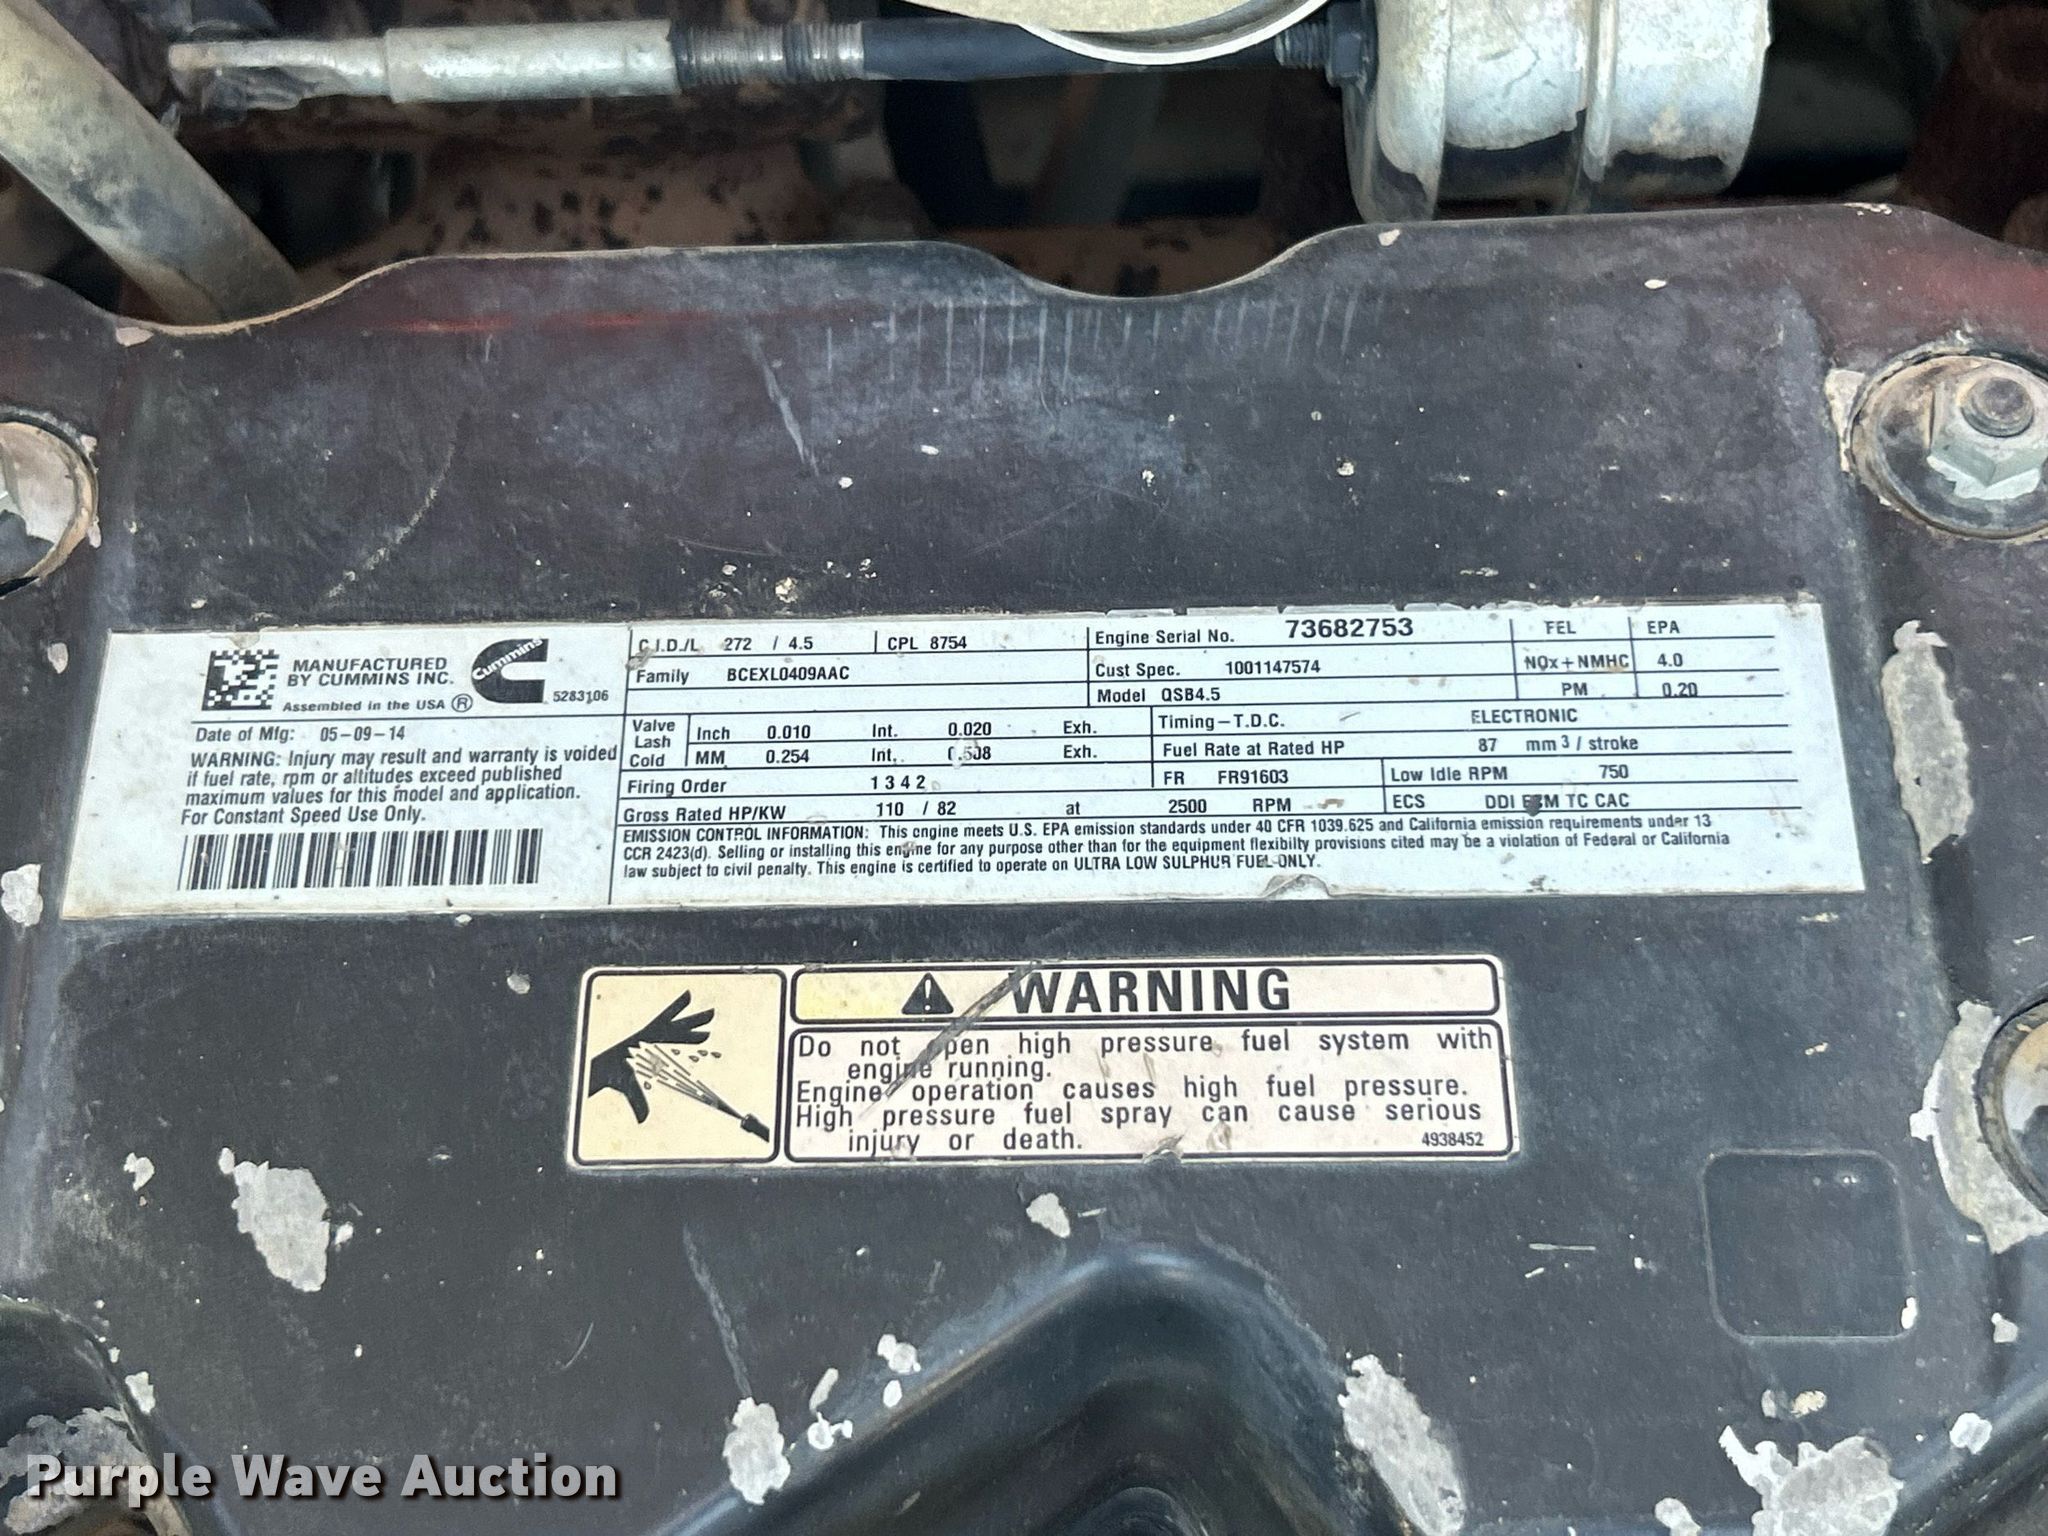 MANUFACTURED
BY CUMMINS INC.
Assembled in the USA ®
Cummins
5283106
Date of Mfg: 05-09-14
WARNING: Injury may result and warranty is voided
if fuel rate, rpm or altitudes exceed published
maximum values for this model and application.
For Constant Speed Use Only.
C.I.D./L 272 / 4.5 CPL 8754
Family BCEXL0409AAC
Engine Serial No. 73682753
Cust Spec. 1001147574
Model QSB4.5
FEL EPA
NOx+NMHC 4.0
PM 0.20
Valve Lash Cold
Inch 0.010 Int. 0.020 Exh.
MM 0.254 Int. 0.508 Exh.
Timing-T.D.C. ELECTRONIC
Fuel Rate at Rated HP 87 mm3 / stroke
Firing Order 1 3 4 2
FR FR91603 Low Idle RPM 750
Gross Rated HP/KW 110 / 82 at 2500 RPM
ECS DDI ECM TC CAC
EMISSION CONTROL INFORMATION: This engine meets U.S. EPA emission standards under 40 CFR 1039.625 and California emission requirements under 13
CCR 2423(d). Selling or installing this engine for any purpose other than for the equipment flexibilty provisions cited may be a violation of Federal or California
law subject to civil penalty. This engine is certified to operate on ULTRA LOW SULPHUR FUEL ONLY.
WARNING
Do not open high pressure fuel system with
engine running.
Engine operation causes high fuel pressure.
High pressure fuel spray can cause serious
injury or death.
4938452
Purple Wave Auction